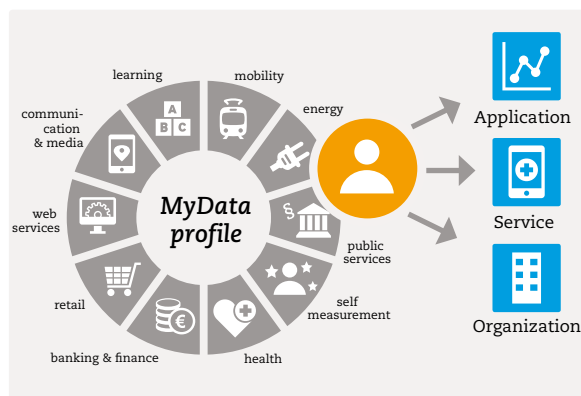 learning
mobility
communi-
cation
& media
energy
A
B C
§
MyData
profile
web
services
public
services
retail
self
measurement
€
banking & finance
health
Application
Service
Organization